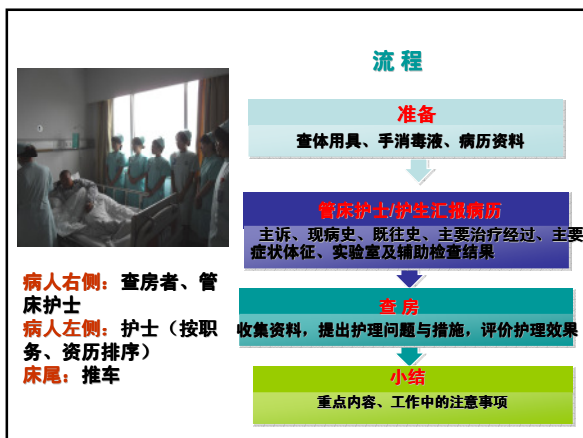 流 程
准备
查体用具、手消毒液、病历资料
管床护士/护生汇报病历
主诉、现病史、既往史、主要治疗经过、主要
症状体征、实验室及辅助检查结果
查 房
收集资料，提出护理问题与措施，评价护理效果
小结
重点内容、工作中的注意事项
病人右侧：查房者、管
床护士
病人左侧：护士（按职
务、资历排序）
床尾：推车